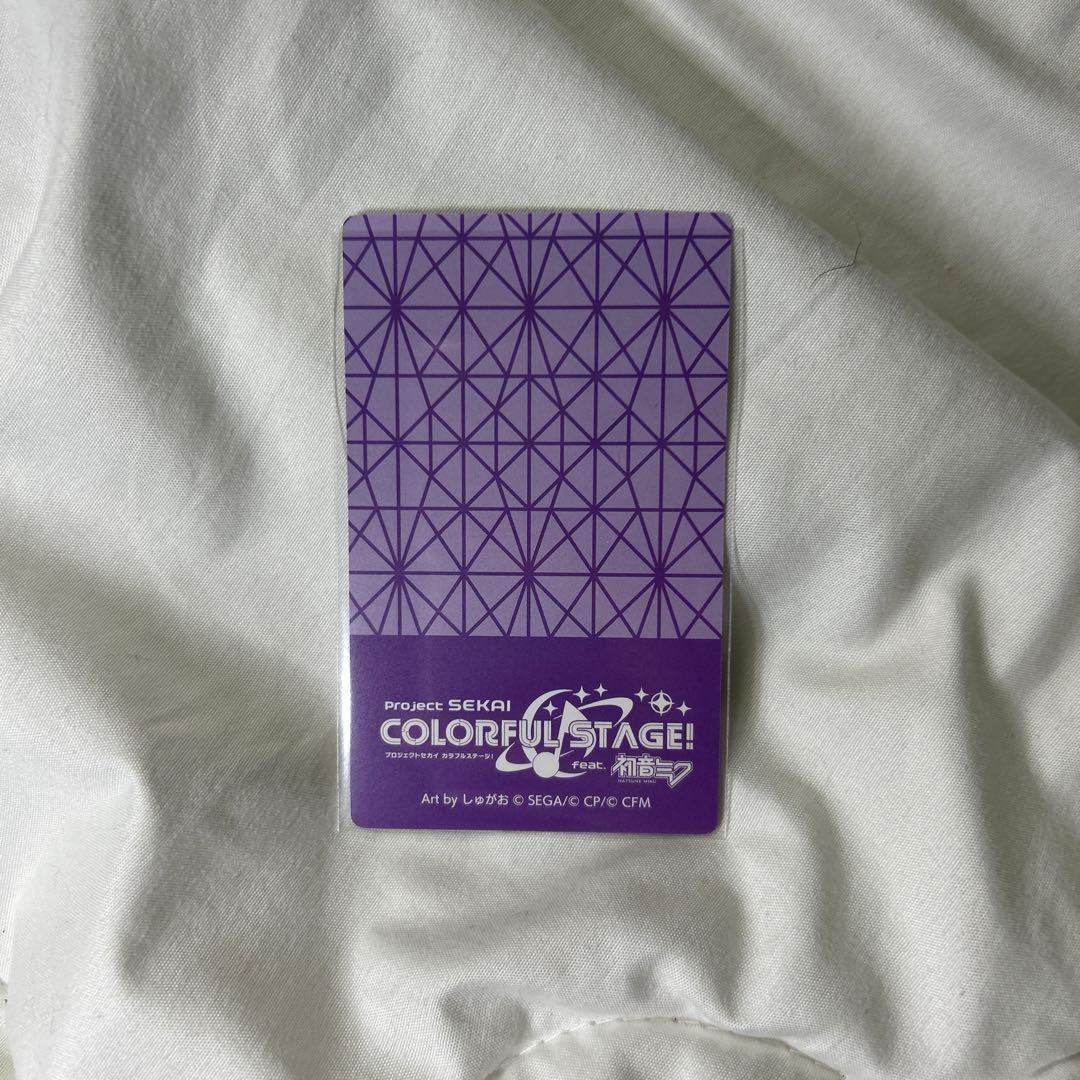 Project SEKAI
COLORFUL STAGE!
プロジェクトセカイ カラフルステージ!
feat. 初音ミク
HATSUNE MIKU
Art by しゅがお © SEGA/© CP/© CFM